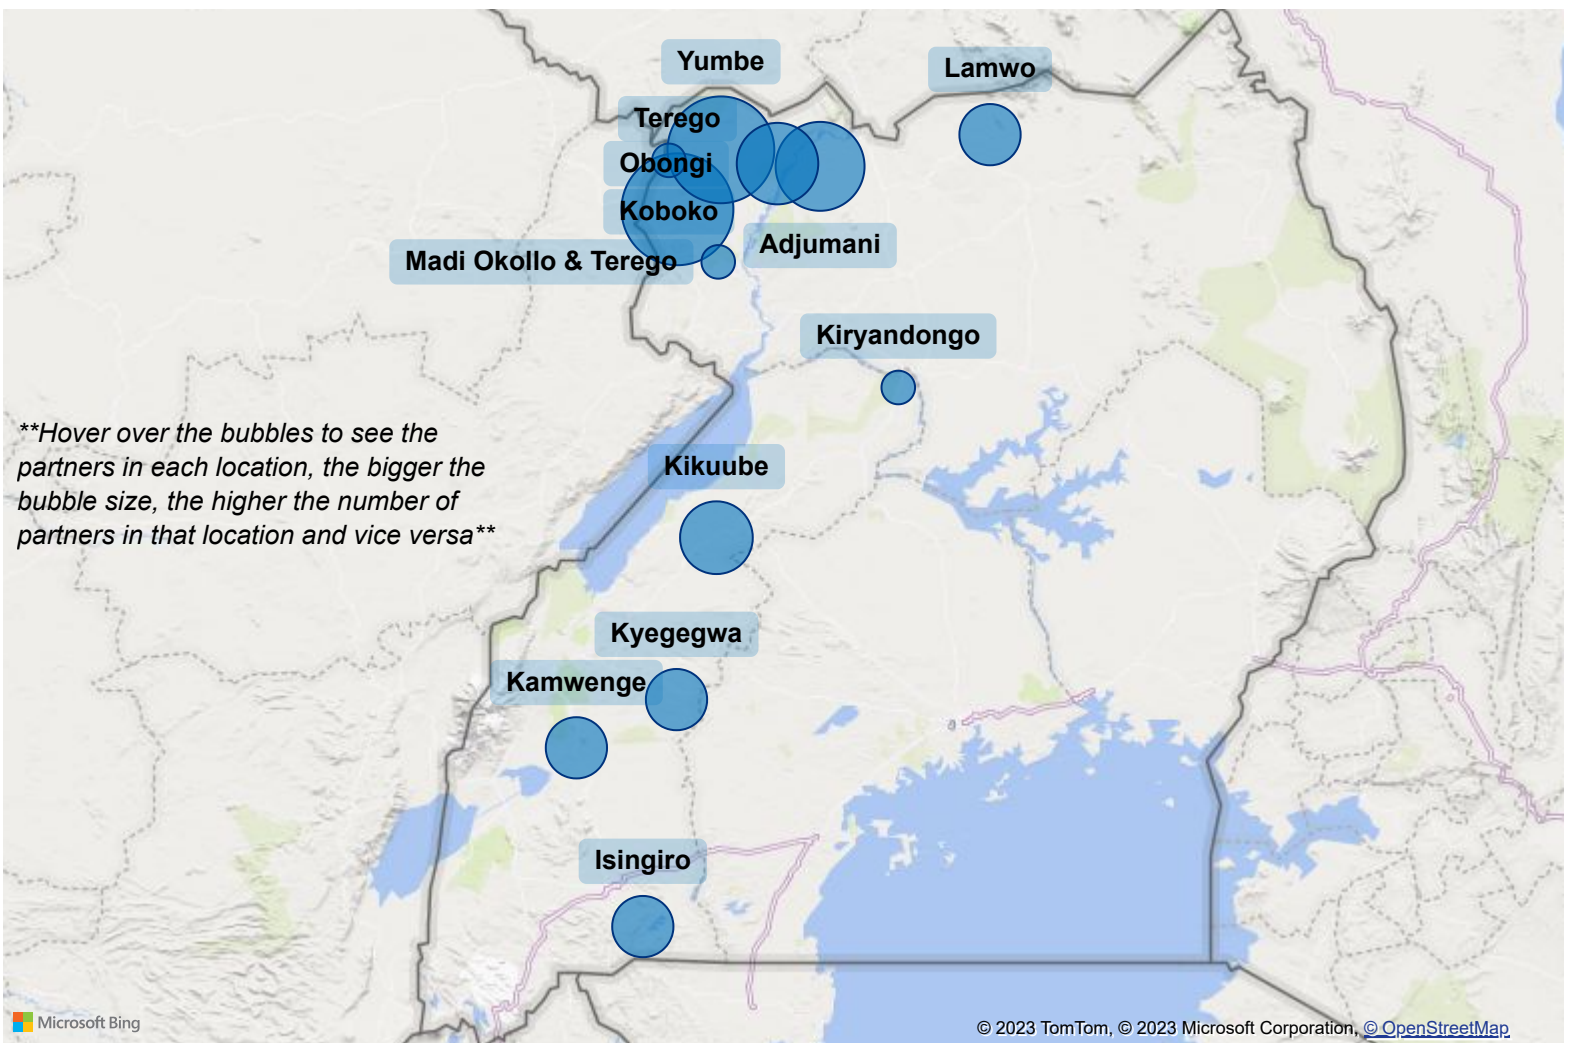 Yumbe
Lamwo
Terego
Obongi
Koboko
Adjumani
Madi Okollo & Terego
Kiryandongo
**Hover over the bubbles to see the
partners in each location, the bigger the
bubble size, the higher the number of
partners in that location and vice versa**
Kikuube
Kyegegwa
Kamwenge
Isingiro
Microsoft Bing
© 2023 TomTom, © 2023 Microsoft Corporation, © OpenStreetMap